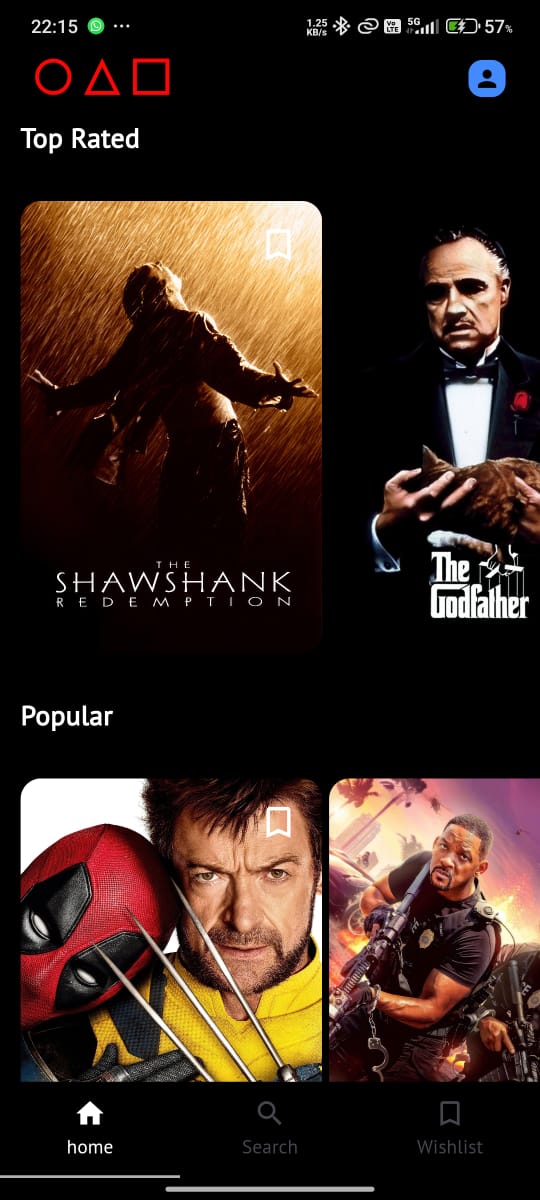 22:15
1.25
KB/s
Vo
LTE
5G
57%
Top Rated
THE
SHAWSHANK
REDEMPTION
The
Godfather
Popular
home
Search
Wishlist